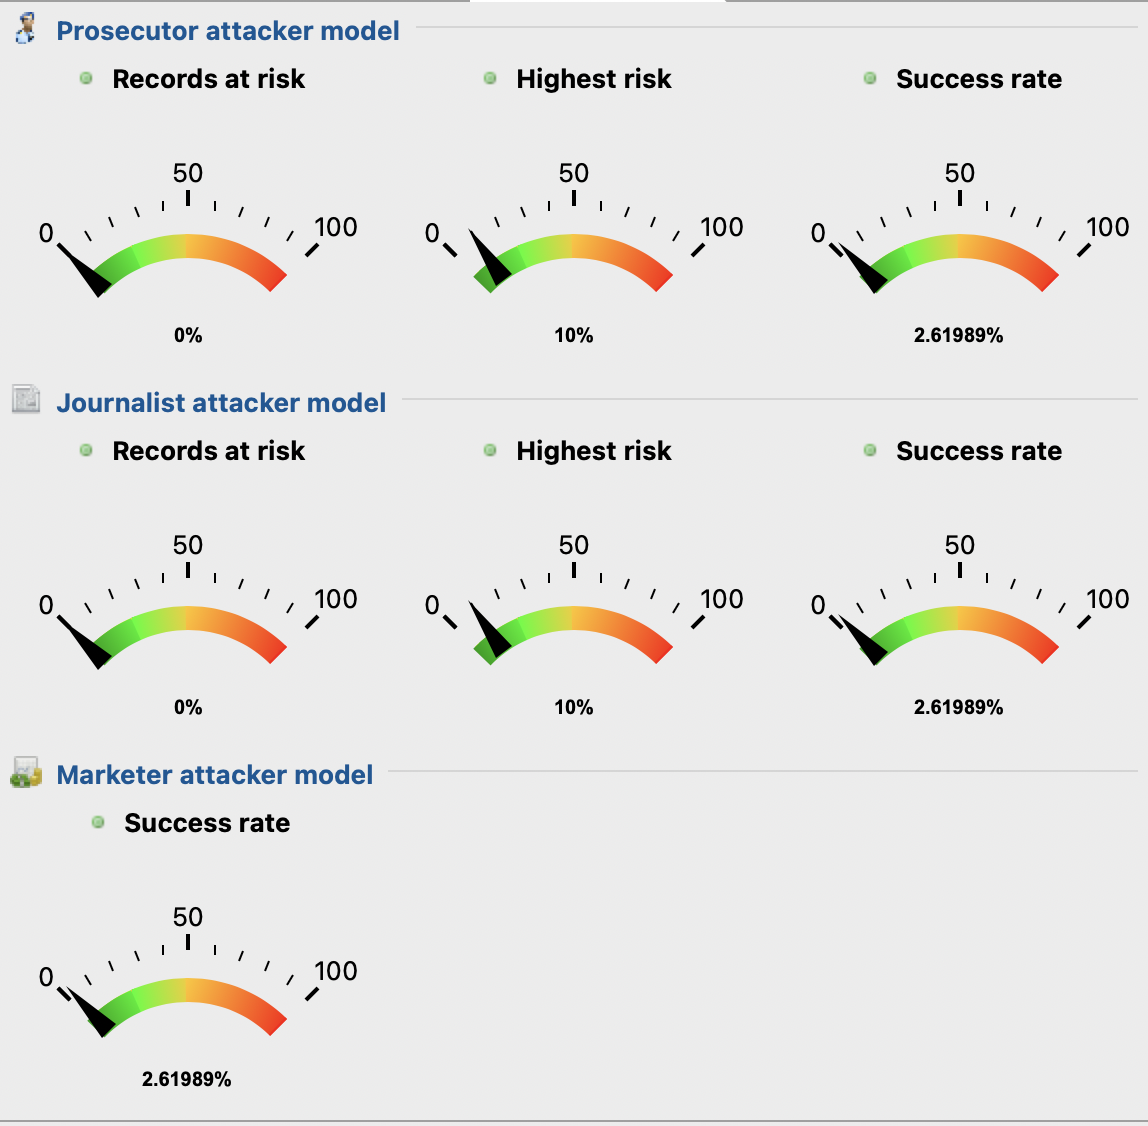 Prosecutor attacker model
Records at risk
Highest risk
Success rate
0 50 100
0 50 100
0 50 100
0%
10%
2.61989%
Journalist attacker model
Records at risk
Highest risk
Success rate
0 50 100
0 50 100
0 50 100
0%
10%
2.61989%
Marketer attacker model
Success rate
0 50 100
2.61989%